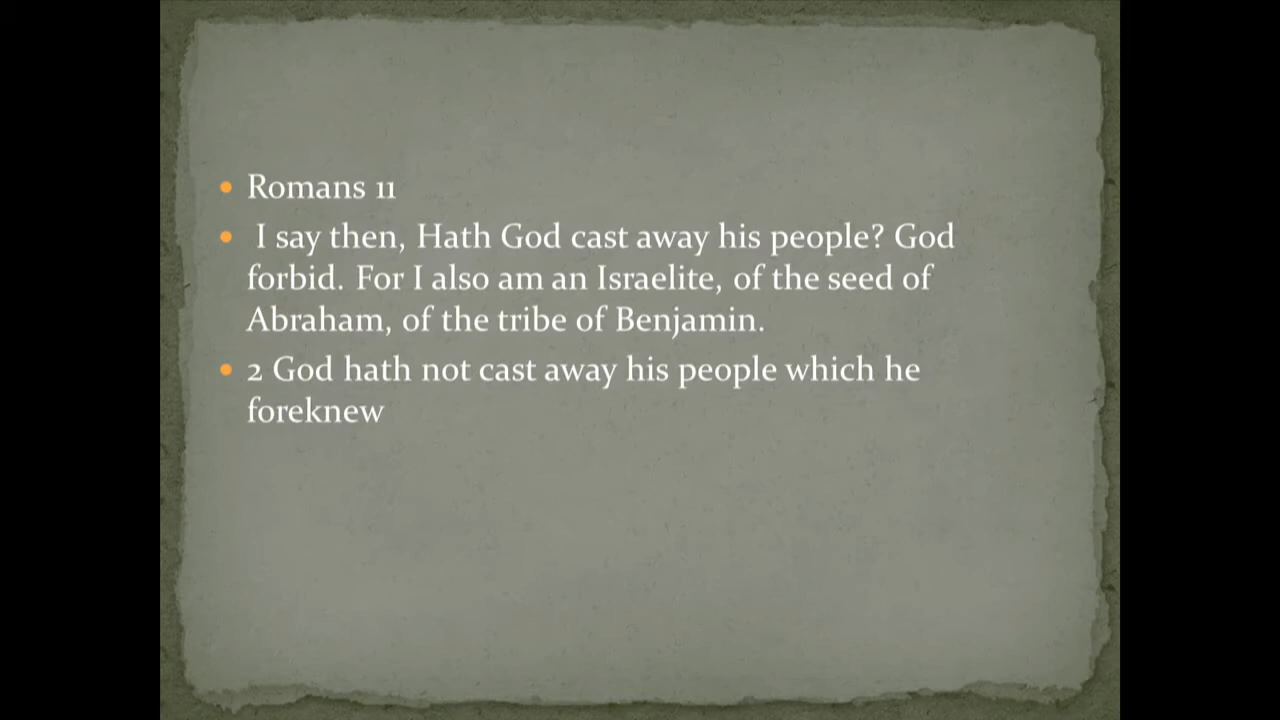 • Romans 11
• I say then, Hath God cast away his people? God
forbid. For I also am an Israelite, of the seed of
Abraham, of the tribe of Benjamin.
• 2 God hath not cast away his people which he
foreknew